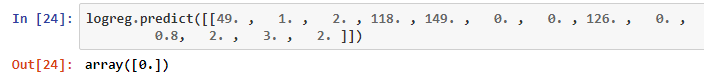 In [24]: logreg.predict([[49. , 1. , 2. , 118. , 149. , 0. , 0. , 126. , 0. ,
0.8, 2. , 3. , 2. ]])
Out[24]: array([0.])